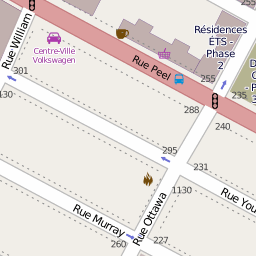 Résidences
ÉTS -
Phase
2
Rue William
Centre-Ville
Volkswagen
Rue Peel
301
130
255
235
288
240
295
231
1130
Rue You
Rue Murray
Rue Ottawa
260
227